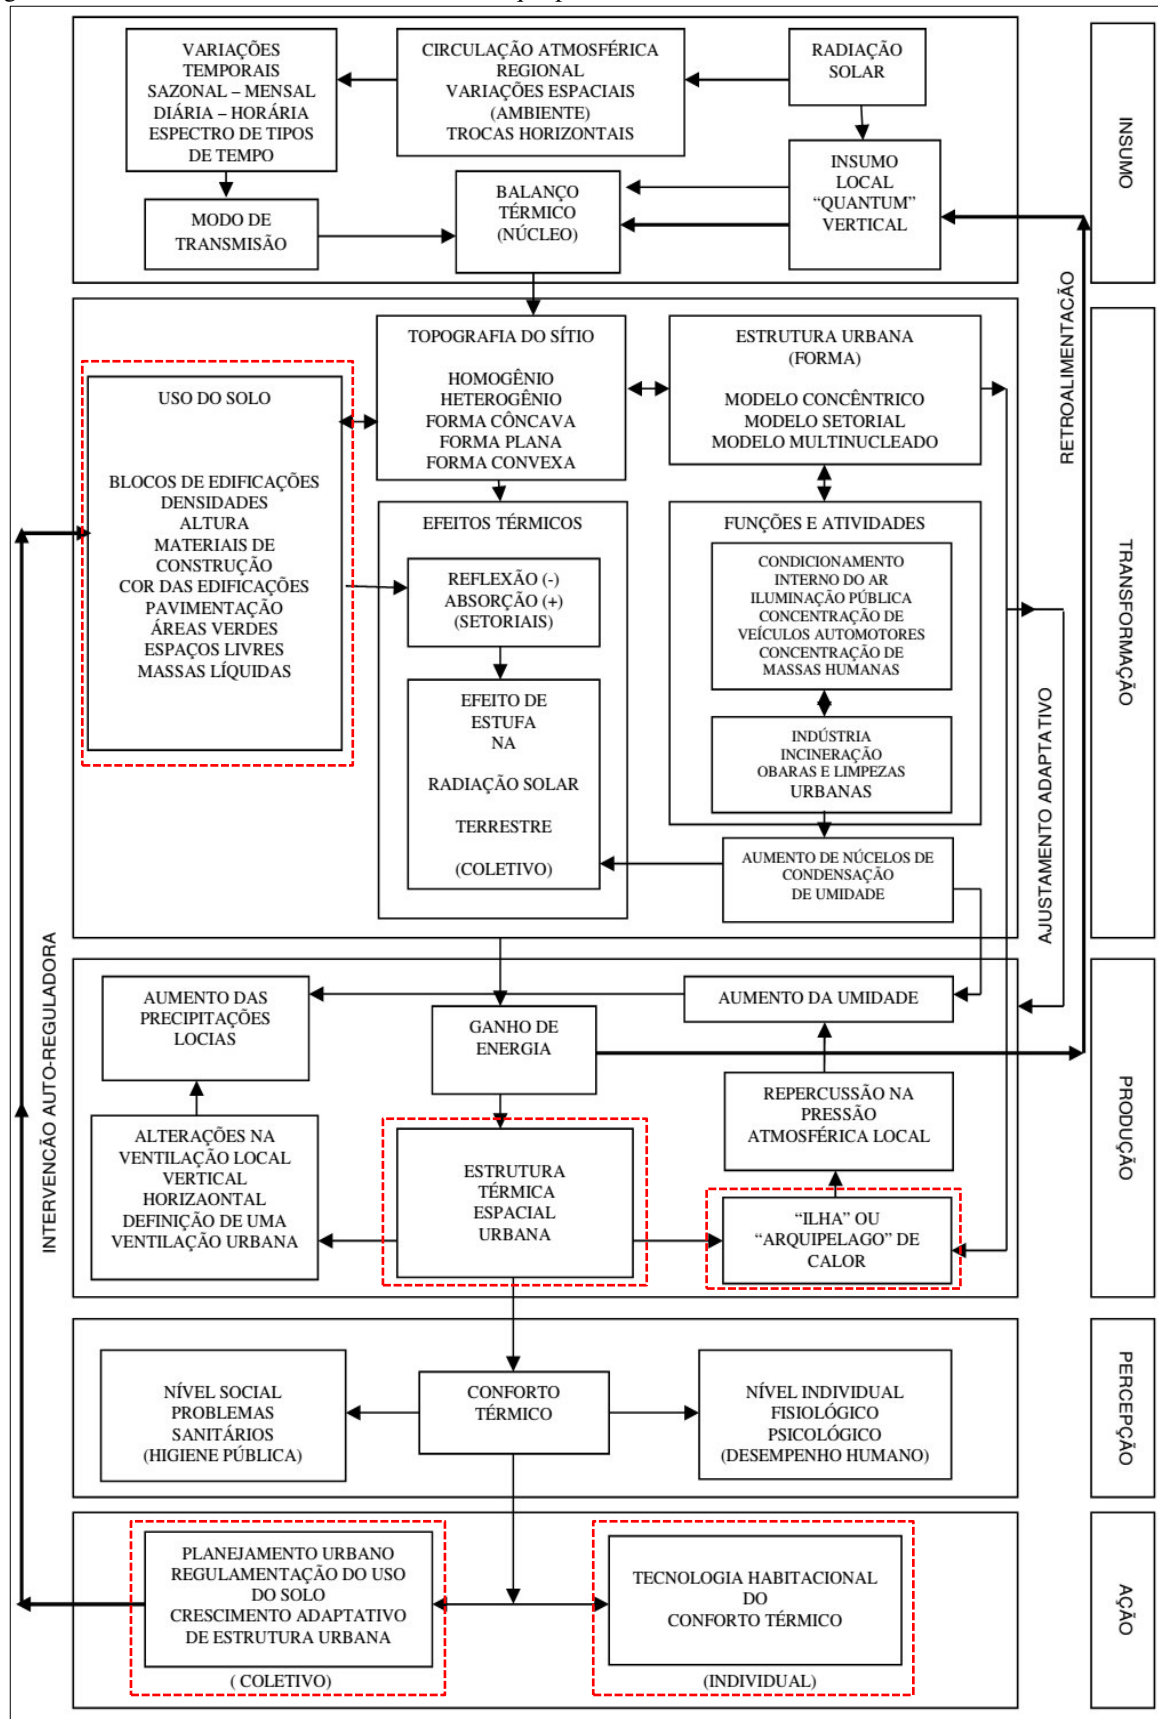 VARIAÇÕES
TEMPORAIS
SAZONAL – MENSAL
DIÁRIA – HORÁRIA
ESPECTRO DE TIPOS
DE TEMPO
CIRCULAÇÃO ATMOSFÉRICA
REGIONAL
VARIAÇÕES ESPACIAIS
(AMBIENTE)
TROCAS HORIZONTAIS
RADIAÇÃO
SOLAR
MODO DE
TRANSMISSÃO
BALANÇO
TÉRMICO
(NÚCLEO)
INSUMO
LOCAL
“QUANTUM”
VERTICAL
INSUMO
USO DO SOLO
BLOCOS DE EDIFICAÇÕES
DENSIDADES
ALTURA
MATERIAIS DE
CONSTRUÇÃO
COR DAS EDIFICAÇÕES
PAVIMENTAÇÃO
ÁREAS VERDES
ESPAÇOS LIVRES
MASSAS LÍQUIDAS
TOPOGRAFIA DO SÍTIO
HOMOGÊNIO
HETEROGÊNIO
FORMA CÔNCAVA
FORMA PLANA
FORMA CONVEXA
ESTRUTURA URBANA
(FORMA)
MODELO CONCÊNTRICO
MODELO SETORIAL
MODELO MULTINUCLEADO
EFEITOS TÉRMICOS
REFLEXÃO (-)
ABSORÇÃO (+)
(SETORIAIS)
EFEITO DE
ESTUFA
NA
RADIAÇÃO SOLAR
TERRESTRE
(COLETIVO)
FUNÇÕES E ATIVIDADES
CONDICIONAMENTO
INTERNO DO AR
ILUMINAÇÃO PÚBLICA
CONCENTRAÇÃO DE
VEÍCULOS AUTOMOTORES
CONCENTRAÇÃO DE
MASSAS HUMANAS
INDÚSTRIA
INCINERAÇÃO
OBARAS E LIMPEZAS
URBANAS
AUMENTO DE NÚCELOS DE
CONDENSAÇÃO
DE UMIDADE
RETROALIMENTACÃO
AJUSTAMENTO ADAPTATIVO
TRANSFORMAÇÃO
INTERVENCÃO AUTO-REGULADORA
AUMENTO DAS
PRECIPITAÇÕES
LOCIAS
GANHO DE
ENERGIA
AUMENTO DA UMIDADE
REPERCUSSÃO NA
PRESSÃO
ATMOSFÉRICA LOCAL
ALTERAÇÕES NA
VENTILAÇÃO LOCAL
VERTICAL
HORIZAONTAL
DEFINIÇÃO DE UMA
VENTILAÇÃO URBANA
ESTRUTURA
TÉRMICA
ESPACIAL
URBANA
“ILHA” OU
“ARQUIPELAGO” DE
CALOR
PRODUÇÃO
NÍVEL SOCIAL
PROBLEMAS
SANITÁRIOS
(HIGIENE PÚBLICA)
CONFORTO
TÉRMICO
NÍVEL INDIVIDUAL
FISIOLÓGICO
PSICOLÓGICO
(DESEMPENHO HUMANO)
PERCEPÇÃO
PLANEJAMENTO URBANO
REGULAMENTAÇÃO DO USO
DO SOLO
CRESCIMENTO ADAPTATIVO
DE ESTRUTURA URBANA
( COLETIVO)
TECNOLOGIA HABITACIONAL
DO
CONFORTO TÉRMICO
(INDIVIDUAL)
AÇÃO